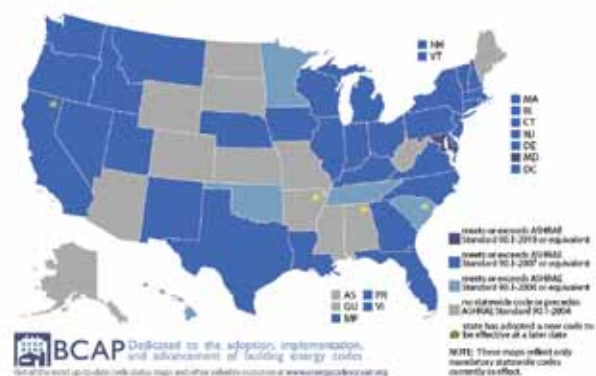 NH
VT
MA
RI
CT
NJ
DE
MD
DC
AS
PR
GU
VI
MP
meets or exceeds ASHRAE
Standard 90.1-2010 or equivalent
meets or exceeds ASHRAE
Standard 90.1-2007 or equivalent
meets or exceeds ASHRAE
Standard 90.1-2004 or equivalent
no statewide code or precedes
ASHRAE Standard 90.1-2004
state has adopted a new code to
be effective at a later date
NOTE: These maps reflect only
mandatory statewide codes
currently in effect.
BCAP
Dedicated to the adoption, implementation,
and advancement of building energy codes